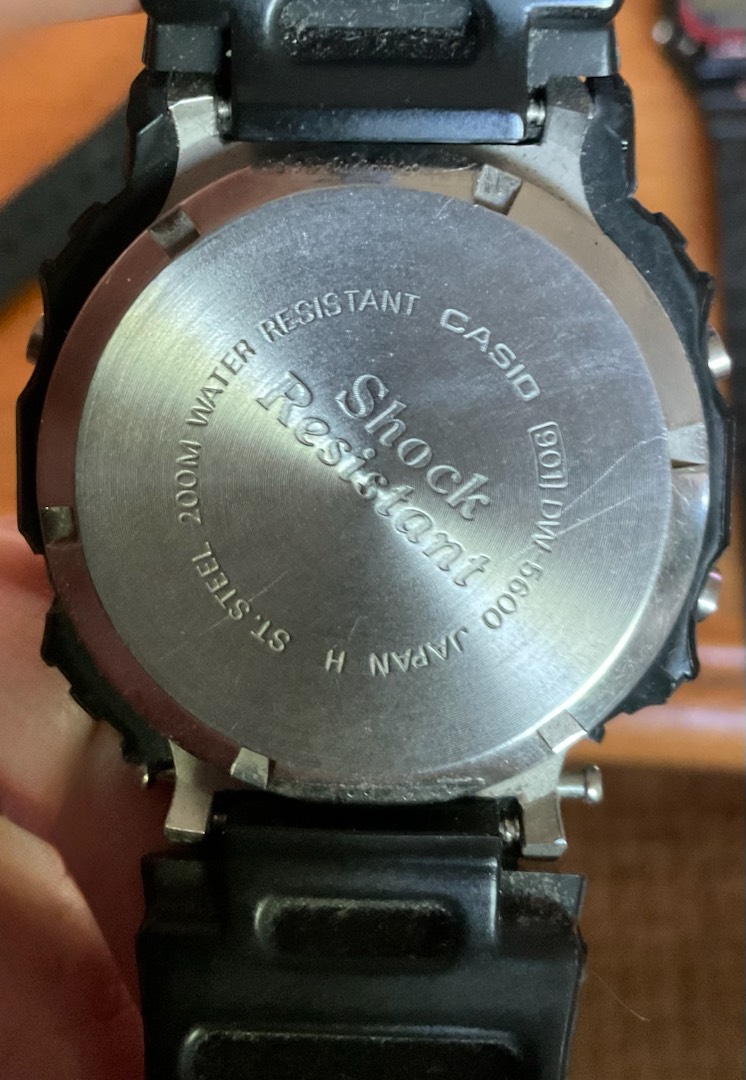 Shock
Resistant
CASIO 901 DW-5600 JAPAN H ST.STEEL 200M WATER RESISTANT